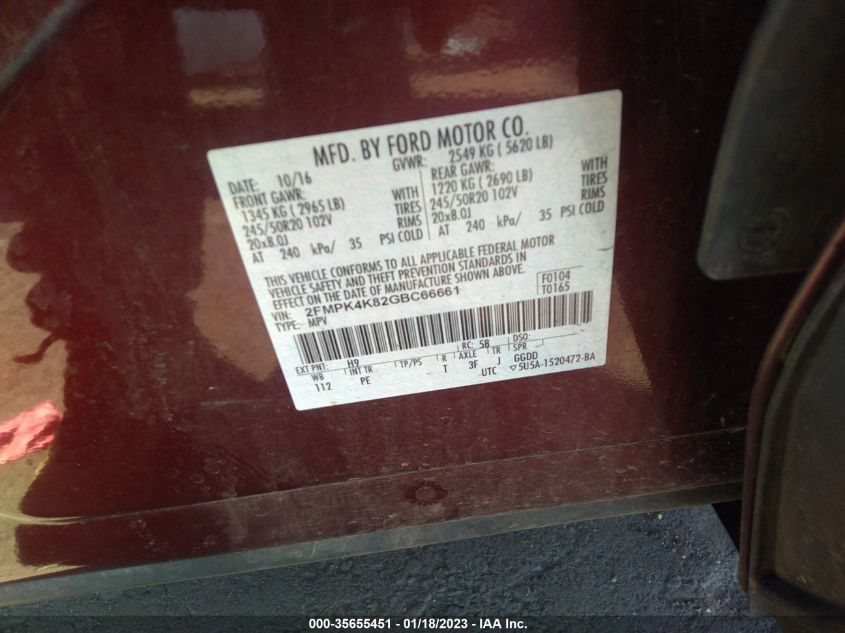 MFD. BY FORD MOTOR CO.
DATE: 10/16 GVWR: 2549 KG ( 5620 LB)
FRONT GAWR: REAR GAWR:
1345 KG ( 2965 LB) WITH 1220 KG ( 2690 LB) WITH
245/50R20 102V TIRES 245/50R20 102V TIRES
20x8.0J RIMS 20x8.0J RIMS
AT 240 kPa/ 35 PSI COLD AT 240 kPa/ 35 PSI COLD
THIS VEHICLE CONFORMS TO ALL APPLICABLE FEDERAL MOTOR
VEHICLE SAFETY AND THEFT PREVENTION STANDARDS IN
EFFECT ON THE DATE OF MANUFACTURE SHOWN ABOVE.
VIN: 2FMPK4K82GBC66661 F0104
TYPE: MPV T0165
EXT PNT: H9 RC: 58 DSO:
WB INT TR TP/PS R AXLE TR SPR
112 PE T 3F J GGDD
UTC ▽5U5A-1520472-BA
000-35655451 - 01/18/2023 - IAA Inc.